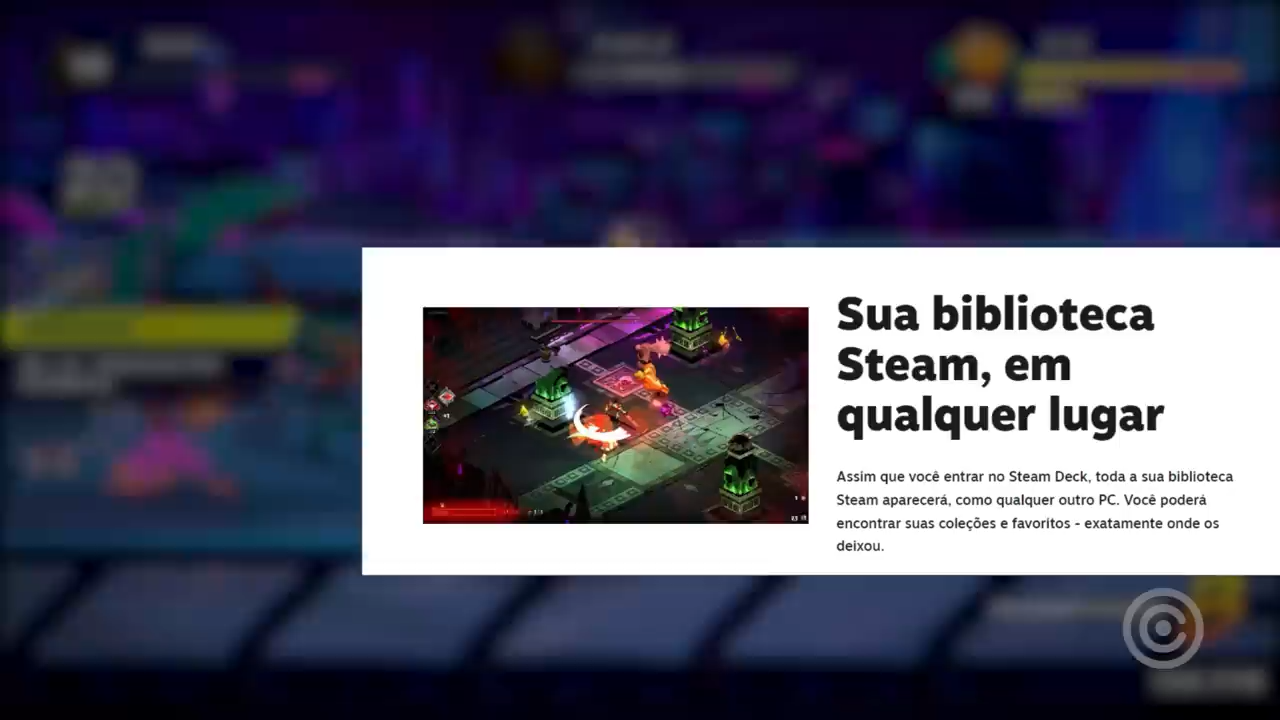 Sua biblioteca
Steam, em
qualquer lugar
Assim que você entrar no Steam Deck, toda a sua biblioteca
Steam aparecerá, como qualquer outro PC. Você poderá
encontrar suas coleções e favoritos - exatamente onde os
deixou.